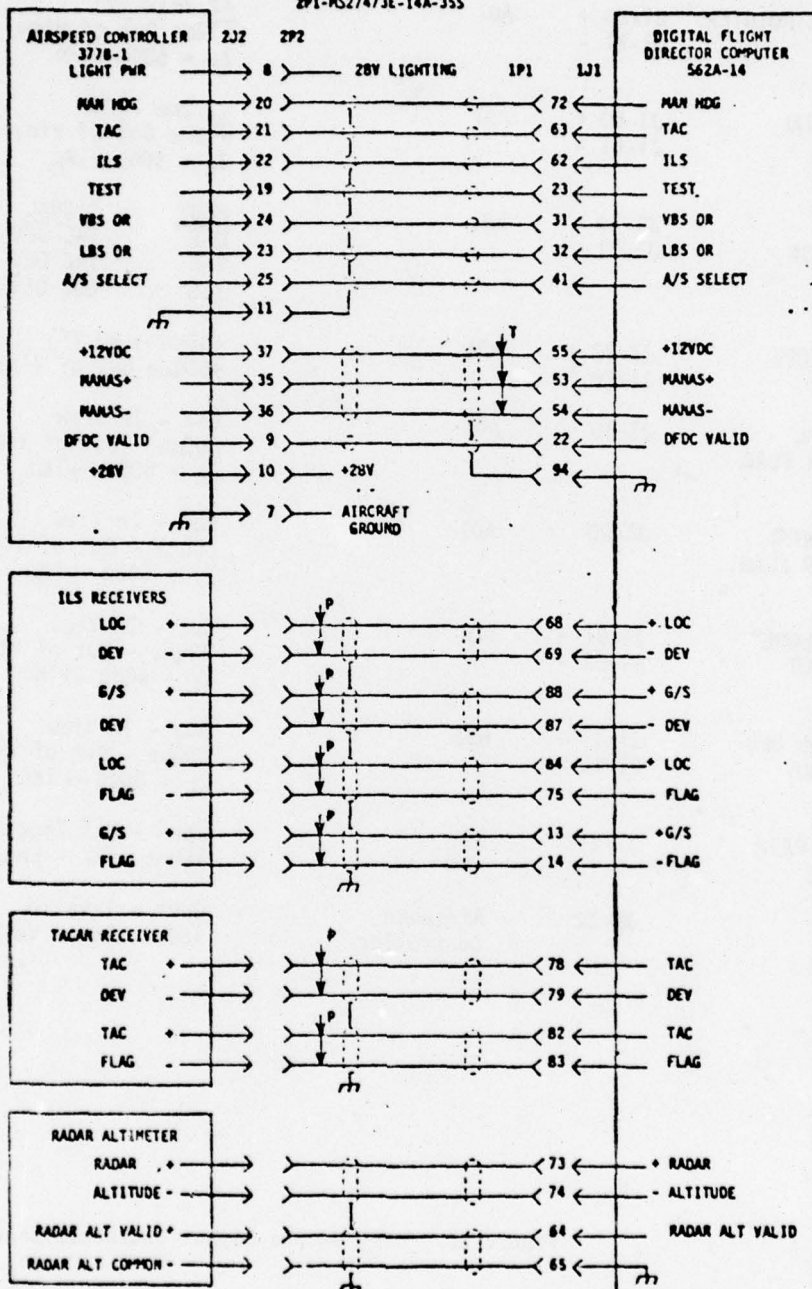 2P1-MS27473E-14A-35S
AIRSPEED CONTROLLER 2J2 2P2 DIGITAL FLIGHT
3778-1 DIRECTOR COMPUTER
LIGHT PWR 8 28V LIGHTING 1P1 1J1 562A-14
MAN HDG 20 72 MAN HDG
TAC 21 63 TAC
ILS 22 62 ILS
TEST 19 23 TEST
VBS OR 24 31 VBS OR
LBS OR 23 32 LBS OR
A/S SELECT 25 41 A/S SELECT
11
T
+12VDC 37 55 +12VDC
MANAS+ 35 53 MANAS+
MANAS- 36 54 MANAS-
DFDC VALID 9 22 DFDC VALID
+28V 10 +28V 94
7 AIRCRAFT
GROUND
ILS RECEIVERS
P
LOC + 68 + LOC
DEV - 69 - DEV
P
G/S + 88 + G/S
DEV - 87 - DEV
P
LOC + 84 + LOC
FLAG - 75 - FLAG
P
G/S + 13 +G/S
FLAG - 14 -FLAG
TACAN RECEIVER
P
TAC + 78 TAC
DEV - 79 DEV
P
TAC + 82 TAC
FLAG - 83 FLAG
RADAR ALTIMETER
RADAR + 73 + RADAR
ALTITUDE - 74 - ALTITUDE
RADAR ALT VALID + 64 RADAR ALT VALID
RADAR ALT COMMON - 65